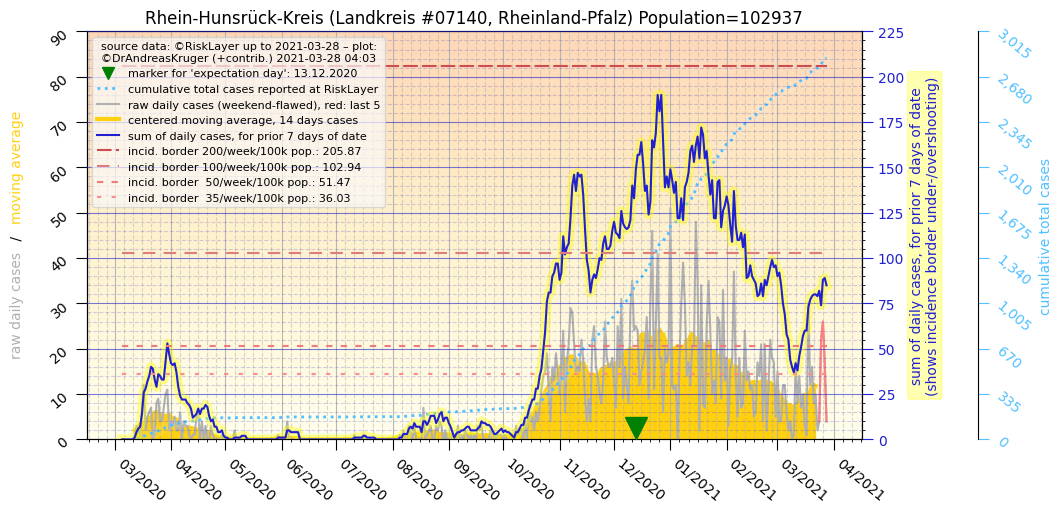 Rhein-Hunsrück-Kreis (Landkreis #07140, Rheinland-Pfalz) Population=102937
source data: ©RiskLayer up to 2021-03-28 – plot:
©DrAndreasKruger (+contrib.) 2021-03-28 04:03
marker for 'expectation day': 13.12.2020
cumulative total cases reported at RiskLayer
raw daily cases (weekend-flawed), red: last 5
centered moving average, 14 days cases
sum of daily cases, for prior 7 days of date
incid. border 200/week/100k pop.: 205.87
incid. border 100/week/100k pop.: 102.94
incid. border  50/week/100k pop.: 51.47
incid. border  35/week/100k pop.: 36.03
raw daily cases / moving average
90
80
70
60
50
40
30
20
10
0
03/2020
04/2020
05/2020
06/2020
07/2020
08/2020
09/2020
10/2020
11/2020
12/2020
01/2021
02/2021
03/2021
04/2021
225
200
175
150
125
100
75
50
25
0
sum of daily cases, for prior 7 days of date
(shows incidence border under-/overshooting)
3,015
2,680
2,345
2,010
1,675
1,340
1,005
670
335
0
cumulative total cases